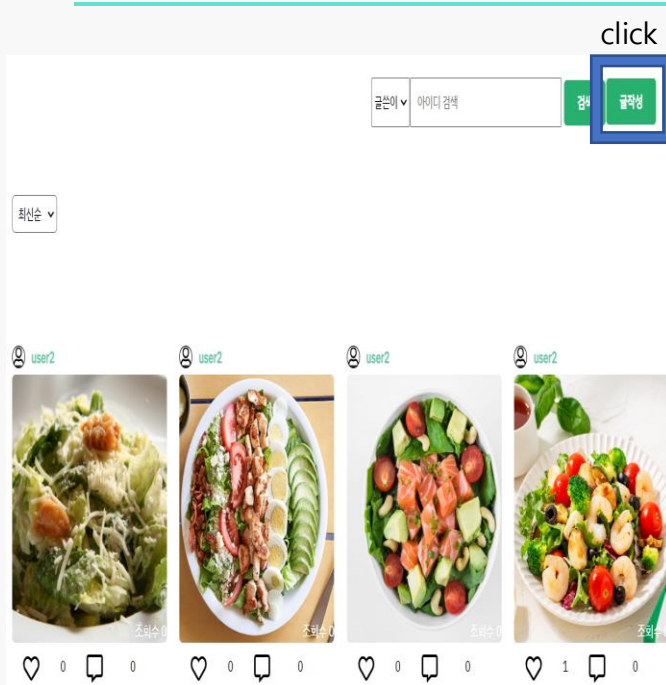 click
글쓴이 아이디 검색 검색 글작성
최신순
user2 user2 user2 user2
조회수 0 조회수 0 조회수 0 조회수 0
0 0 0 0 0 0 1 0